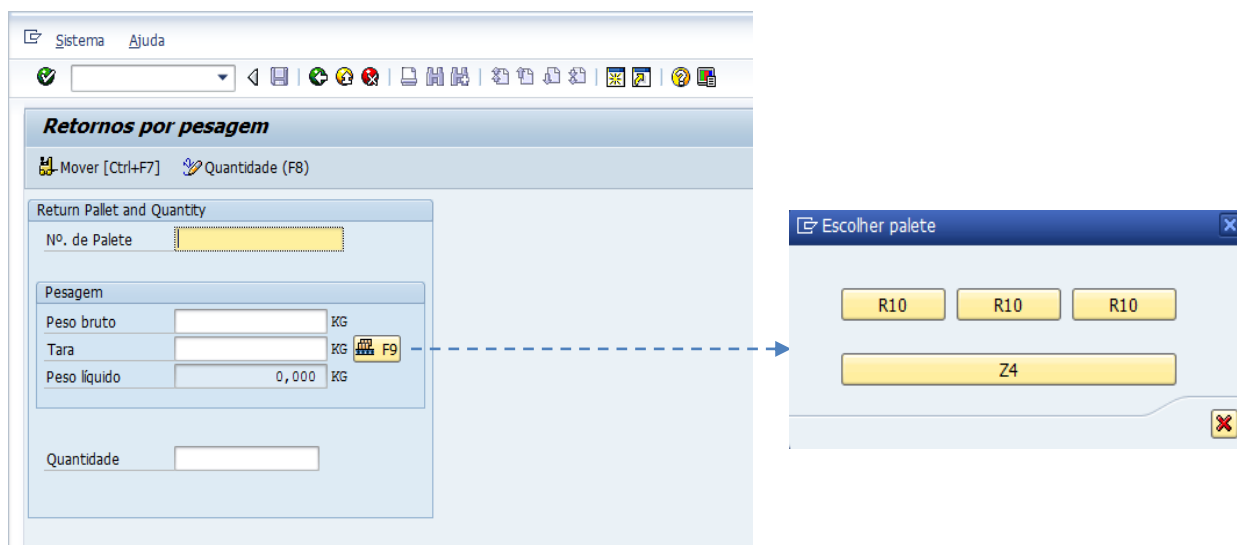 Sistema Ajuda
Retornos por pesagem
Mover [Ctrl+F7] Quantidade (F8)
Return Pallet and Quantity
Nº. de Palete
Pesagem
Peso bruto KG
Tara KG F9
Peso líquido 0,000 KG
Quantidade
Escolher palete
R10 R10 R10
Z4